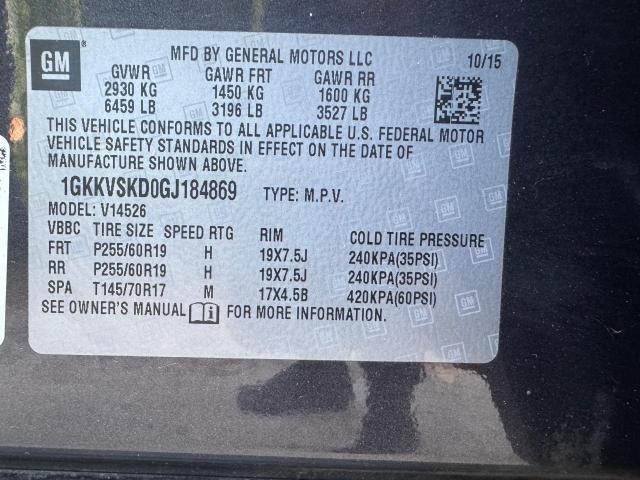 GM ®
MFD BY GENERAL MOTORS LLC 10/15
GVWR GAWR FRT GAWR RR
2930 KG 1450 KG 1600 KG
6459 LB 3196 LB 3527 LB
THIS VEHICLE CONFORMS TO ALL APPLICABLE U.S. FEDERAL MOTOR
VEHICLE SAFETY STANDARDS IN EFFECT ON THE DATE OF
MANUFACTURE SHOWN ABOVE.
1GKKVSKD0GJ184869 TYPE: M.P.V.
MODEL: V14526
VBBC TIRE SIZE SPEED RTG RIM COLD TIRE PRESSURE
FRT P255/60R19 H 19X7.5J 240KPA(35PSI)
RR P255/60R19 H 19X7.5J 240KPA(35PSI)
SPA T145/70R17 M 17X4.5B 420KPA(60PSI)
SEE OWNER'S MANUAL FOR MORE INFORMATION.